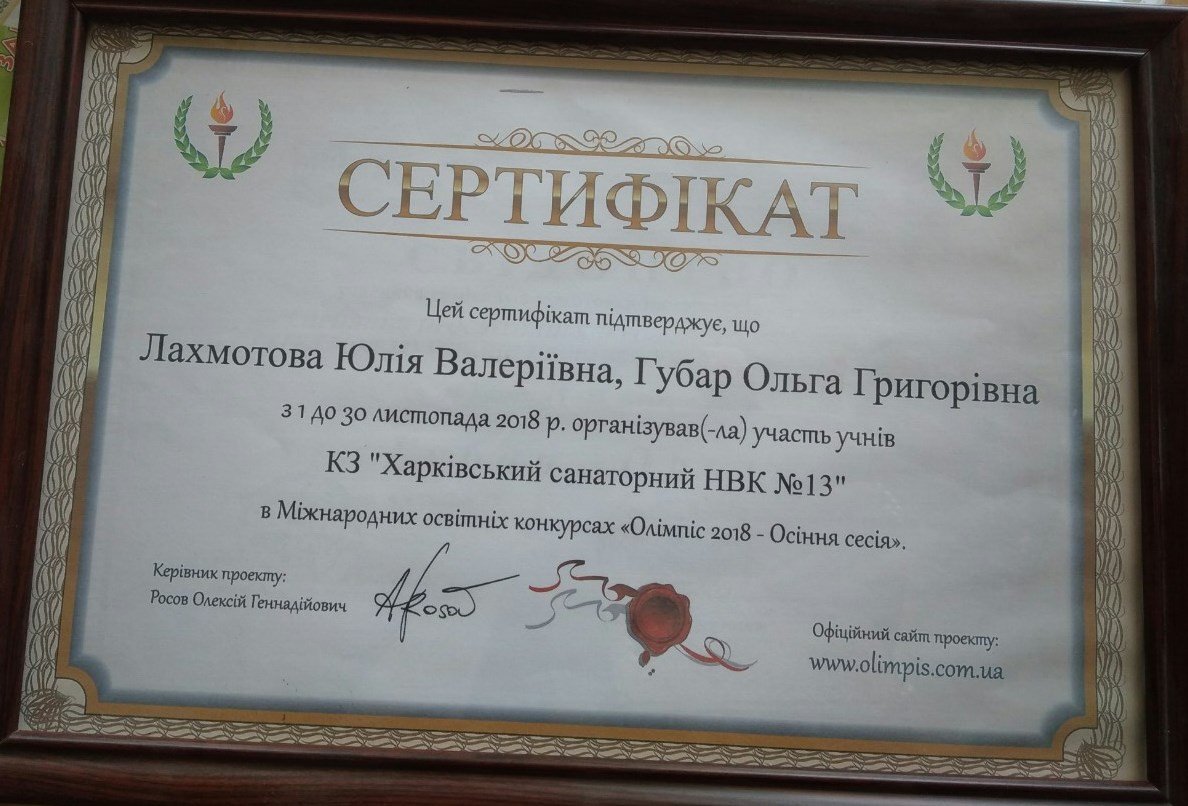 СЕРТИФІКАТ
Цей сертифікат підтверджує, що
Лахмотова Юлія Валеріївна, Губар Ольга Григорівна
з 1 до 30 листопада 2018 р. організував(-ла) участь учнів
КЗ "Харківський санаторний НВК №13"
в Міжнародних освітніх конкурсах «Олімпіс 2018 - Осіння сесія».
Керівник проекту:
Росов Олексій Геннадійович
Офіційний сайт проекту:
www.olimpis.com.ua